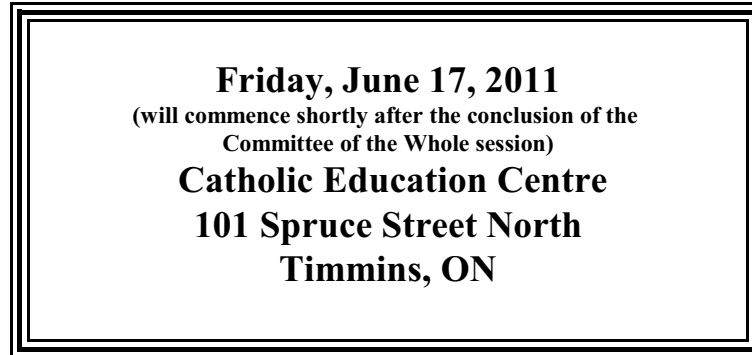 Friday, June 17, 2011
(will commence shortly after the conclusion of the
Committee of the Whole session)
Catholic Education Centre
101 Spruce Street North
Timmins, ON